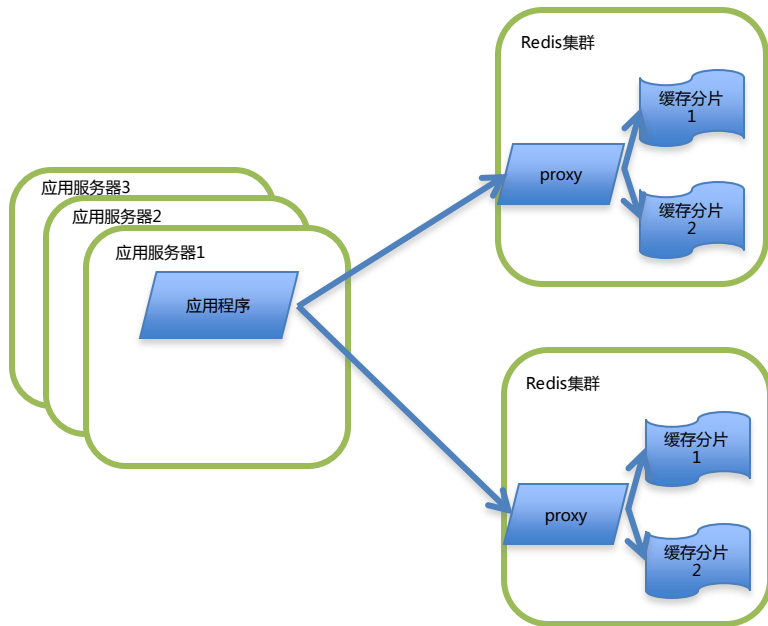 Redis集群
缓存分片
1
proxy
缓存分片
2
应用服务器3
应用服务器2
应用服务器1
应用程序
Redis集群
缓存分片
1
proxy
缓存分片
2